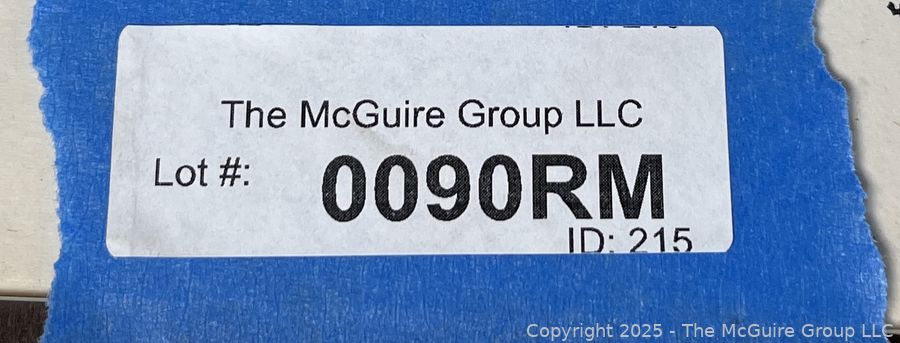 The McGuire Group LLC
Lot #: 0090RM
ID: 215
Copyright 2025 - The McGuire Group LLC